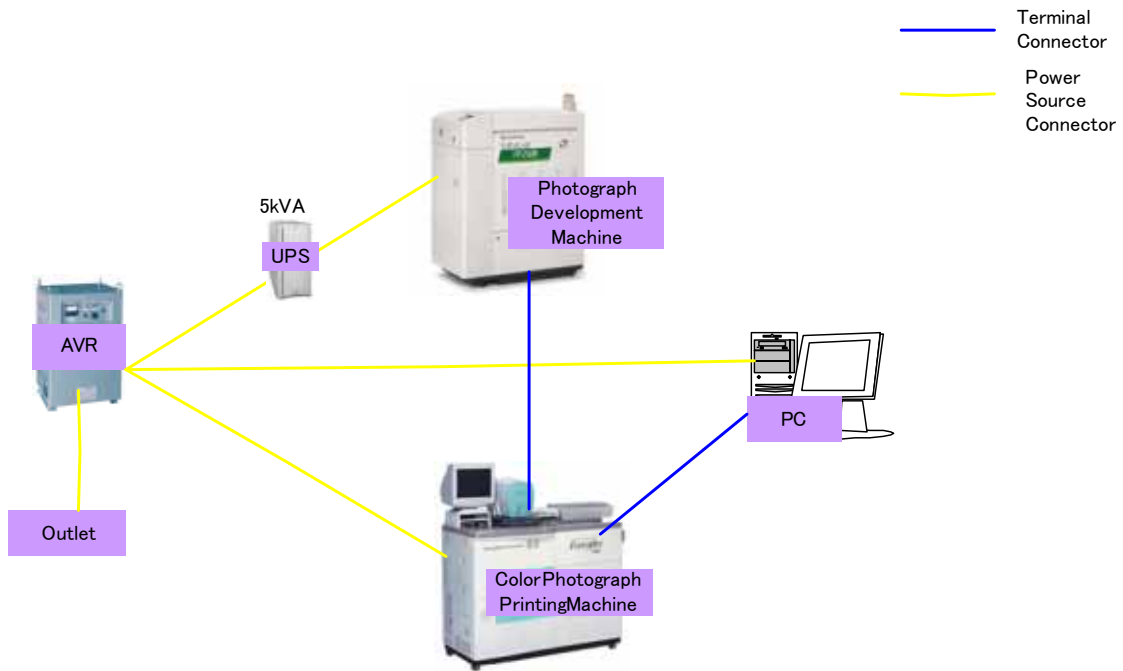 Terminal
Connector
Power
Source
Connector
5kVA
UPS
Photograph
Development
Machine
AVR
PC
Outlet
ColorPhotograph
PrintingMachine